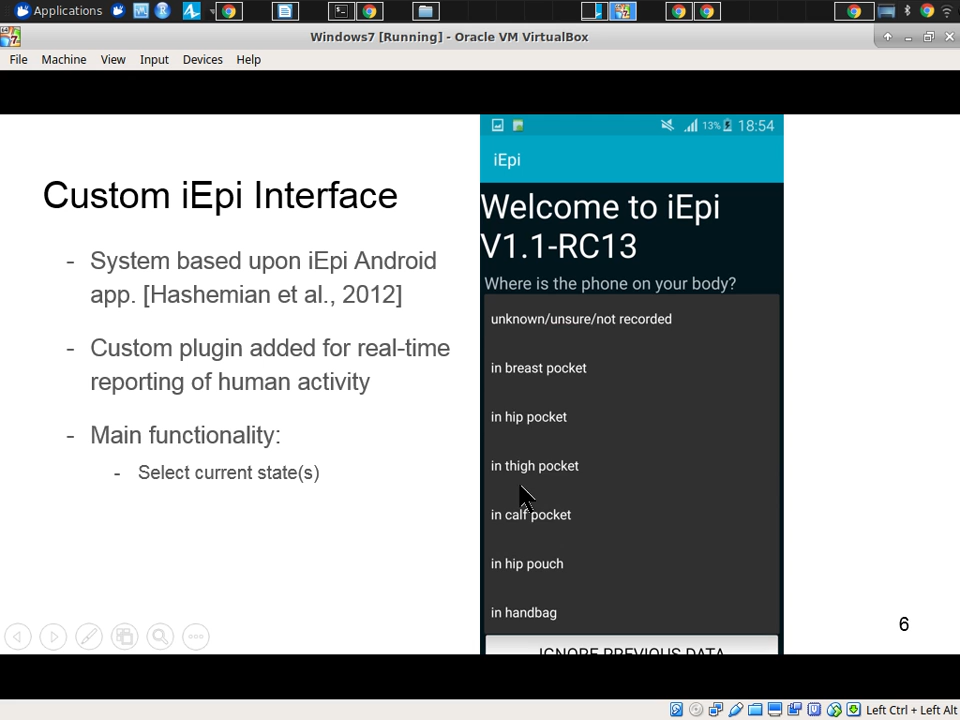 Applications
Windows7 [Running] - Oracle VM VirtualBox
File Machine View Input Devices Help
13% 18:54
iEpi
Custom iEpi Interface
- System based upon iEpi Android
app. [Hashemian et al., 2012]
- Custom plugin added for real-time
reporting of human activity
- Main functionality:
- Select current state(s)
Welcome to iEpi
V1.1-RC13
Where is the phone on your body?
unknown/unsure/not recorded
in breast pocket
in hip pocket
in thigh pocket
in calf pocket
in hip pouch
in handbag
IGNORE PREVIOUS DATA
6
Left Ctrl + Left Alt